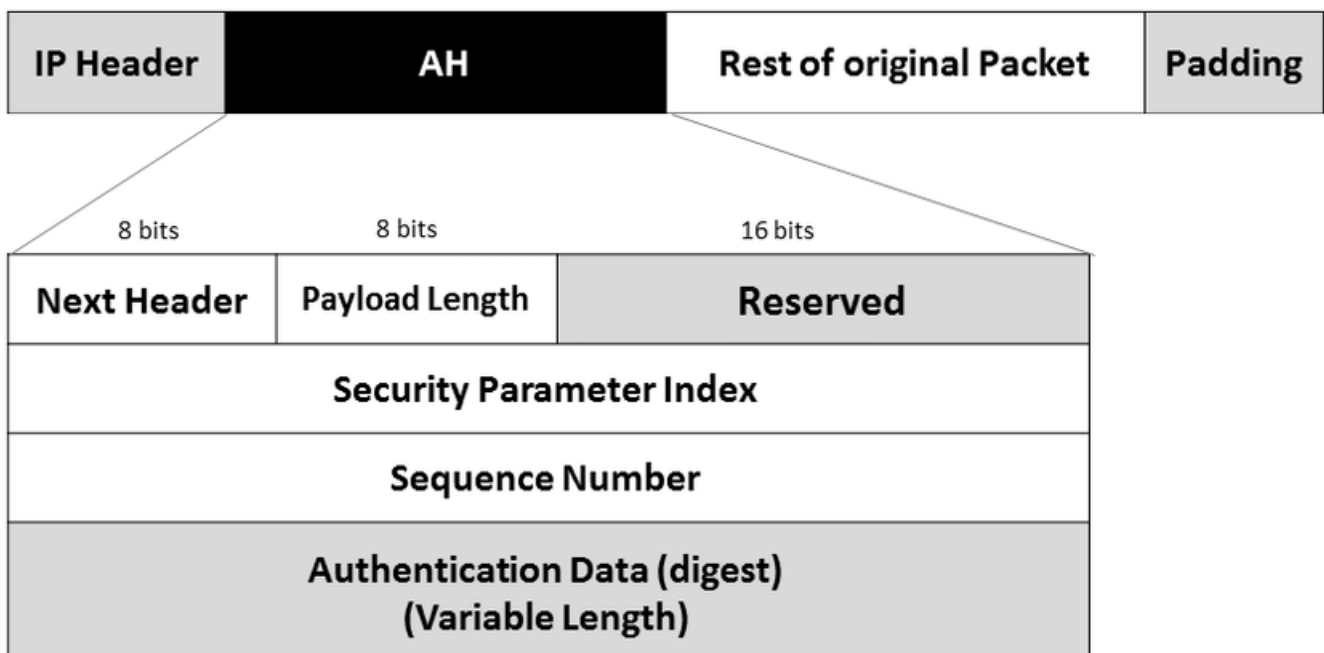 IP Header
AH
Rest of original Packet
Padding
8 bits
8 bits
16 bits
Next Header
Payload Length
Reserved
Security Parameter Index
Sequence Number
Authentication Data (digest)
(Variable Length)